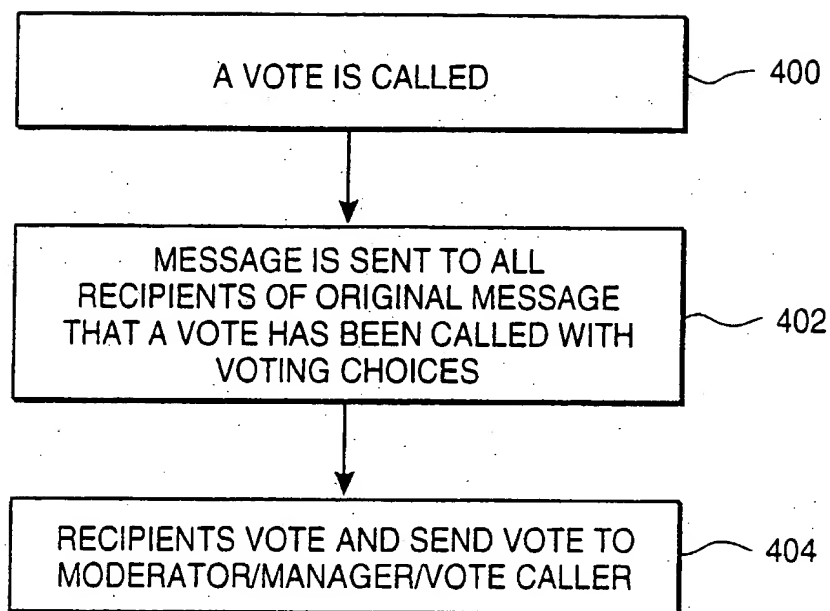 A VOTE IS CALLED
400
MESSAGE IS SENT TO ALL
RECIPIENTS OF ORIGINAL MESSAGE
THAT A VOTE HAS BEEN CALLED WITH
VOTING CHOICES
402
RECIPIENTS VOTE AND SEND VOTE TO
MODERATOR/MANAGER/VOTE CALLER
404